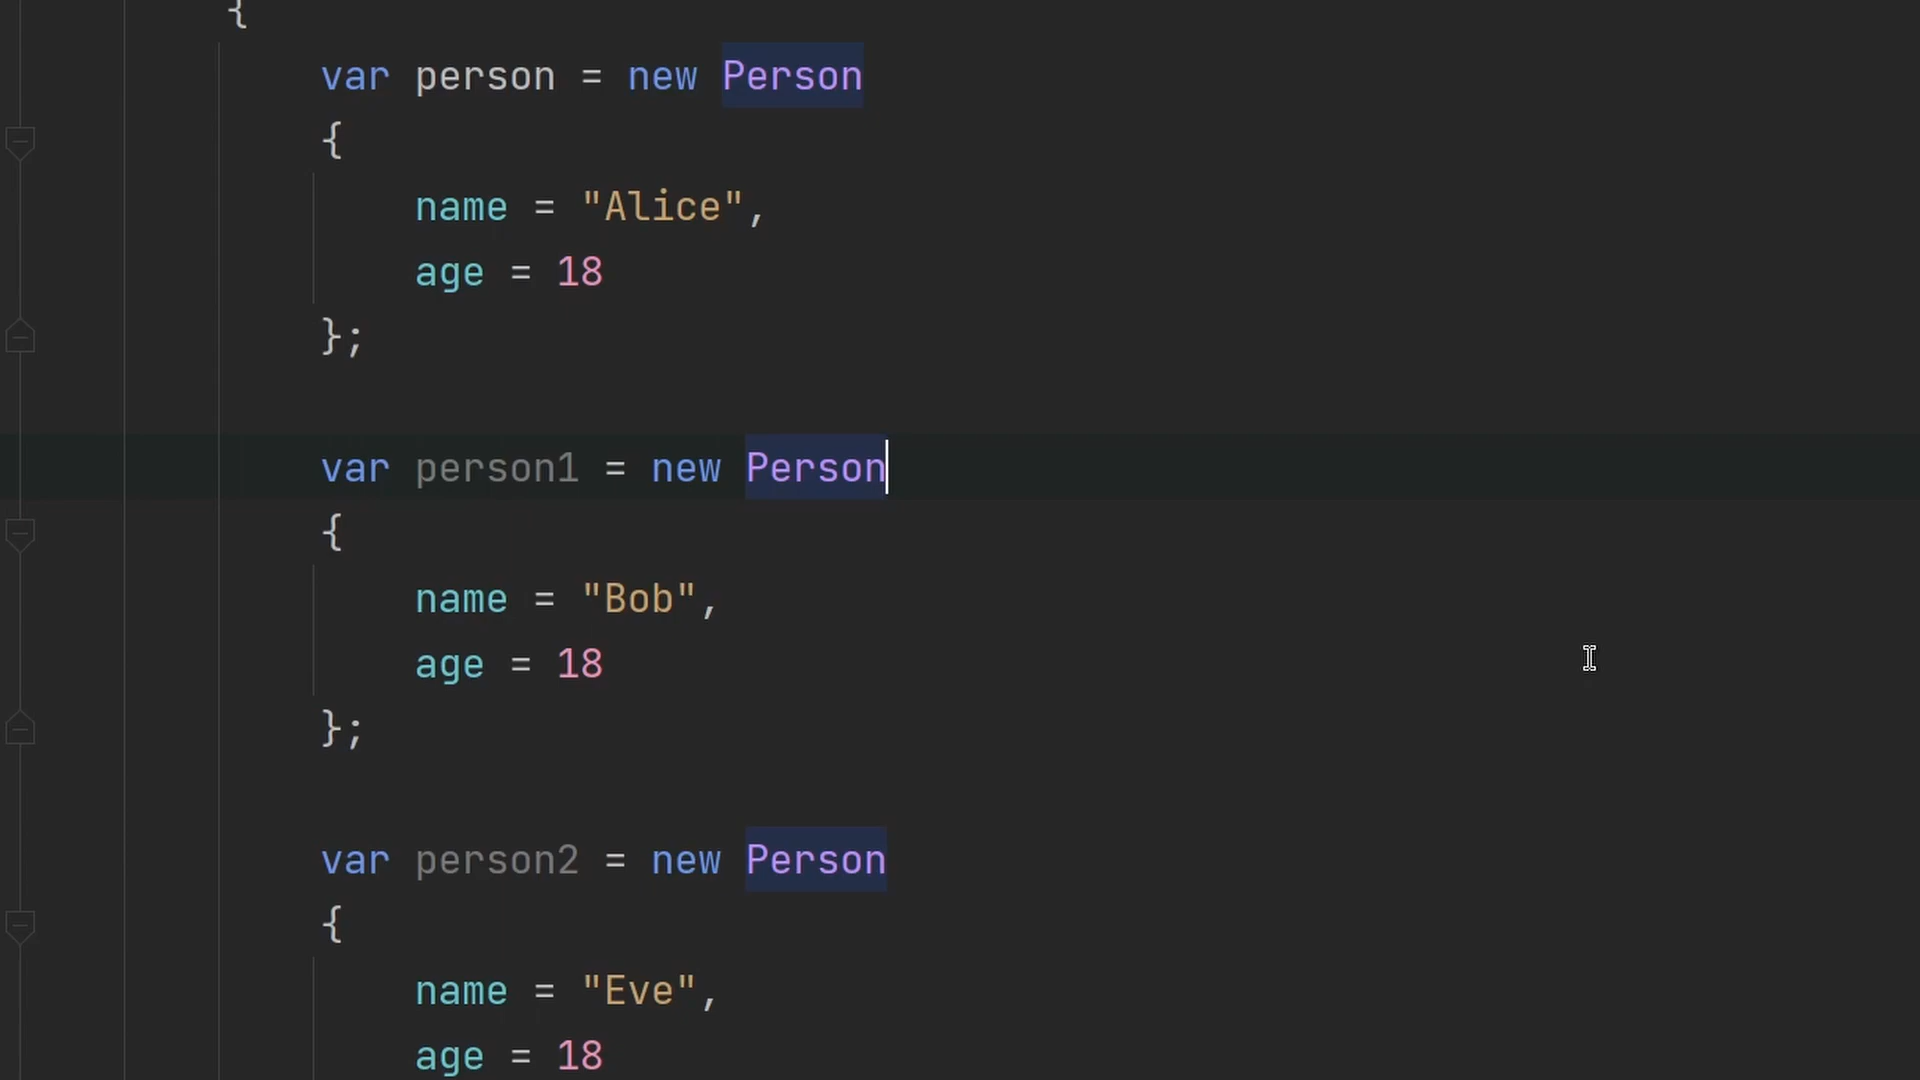 {
var person = new Person
{
name = "Alice",
age = 18
};
var person1 = new Person
{
name = "Bob",
age = 18
};
var person2 = new Person
{
name = "Eve",
age = 18